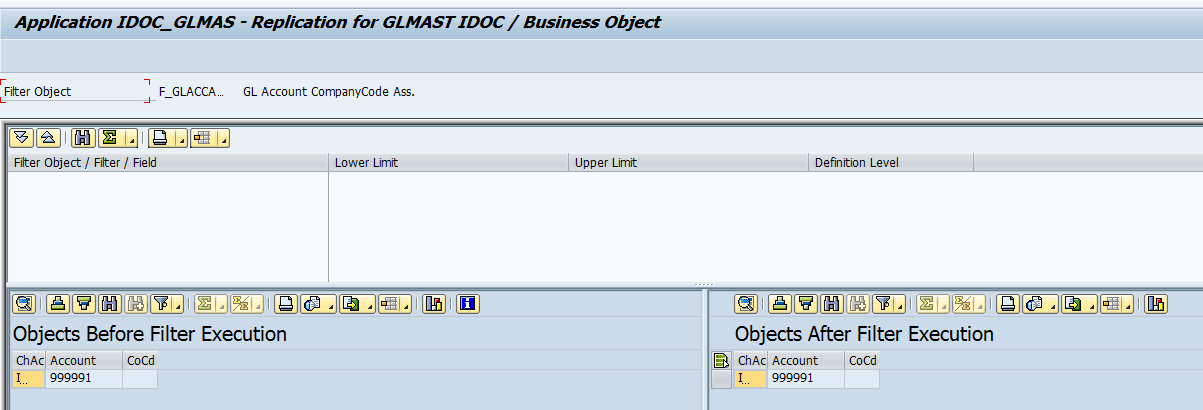 Application IDOC_GLMAS - Replication for GLMAST IDOC / Business Object
Filter Object F_GLACCA... GL Account CompanyCode Ass.
Filter Object / Filter / Field Lower Limit Upper Limit Definition Level
Objects Before Filter Execution
ChAc Account CoCd
I... 999991
Objects After Filter Execution
ChAc Account CoCd
I... 999991